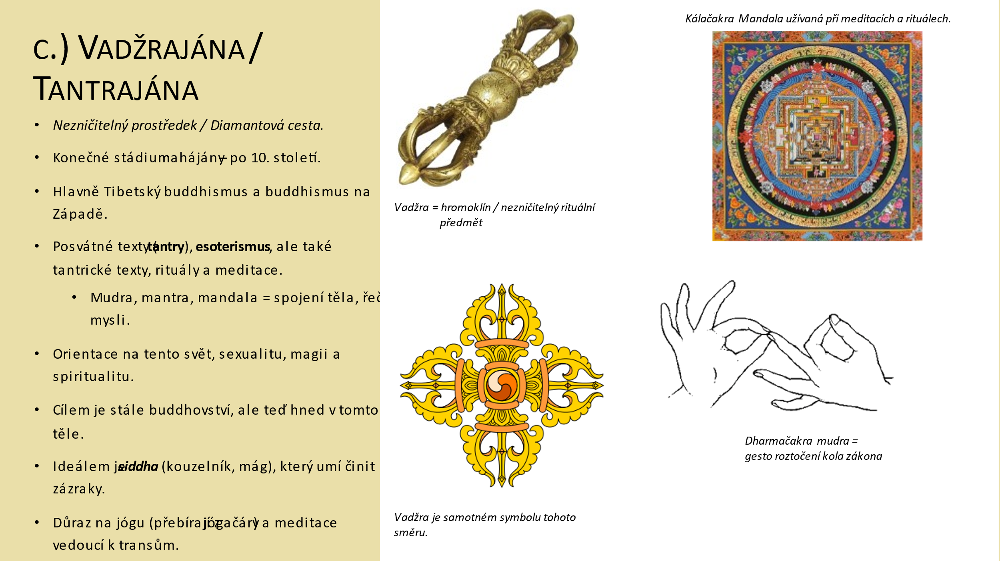 C.) VADŽRAJÁNA /
TANTRAJÁNA
• Nezničitelný prostředek / Diamantová cesta.
• Konečné stádium mahájány – po 10. století.
• Hlavně Tibetský buddhismus a buddhismus na
Západě.
• Posvátné texty (tantry), esoterismus, ale také
tantrické texty, rituály a meditace.
• Mudra, mantra, mandala = spojení těla, řeč
mysli.
• Orientace na tento svět, sexualitu, magii a
spiritualitu.
• Cílem je stále buddhovství, ale teď hned v tomto
těle.
• Ideálem je siddha (kouzelník, mág), který umí činit
zázraky.
• Důraz na jógu (přebírají z jógačáry) a meditace
vedoucí k transům.
Vadžra = hromoklín / nezničitelný rituální
předmět
Kálačakra Mandala užívaná při meditacích a rituálech.
Vadžra je samotném symbolu tohoto
směru.
Dharmačakra mudra =
gesto roztočení kola zákona